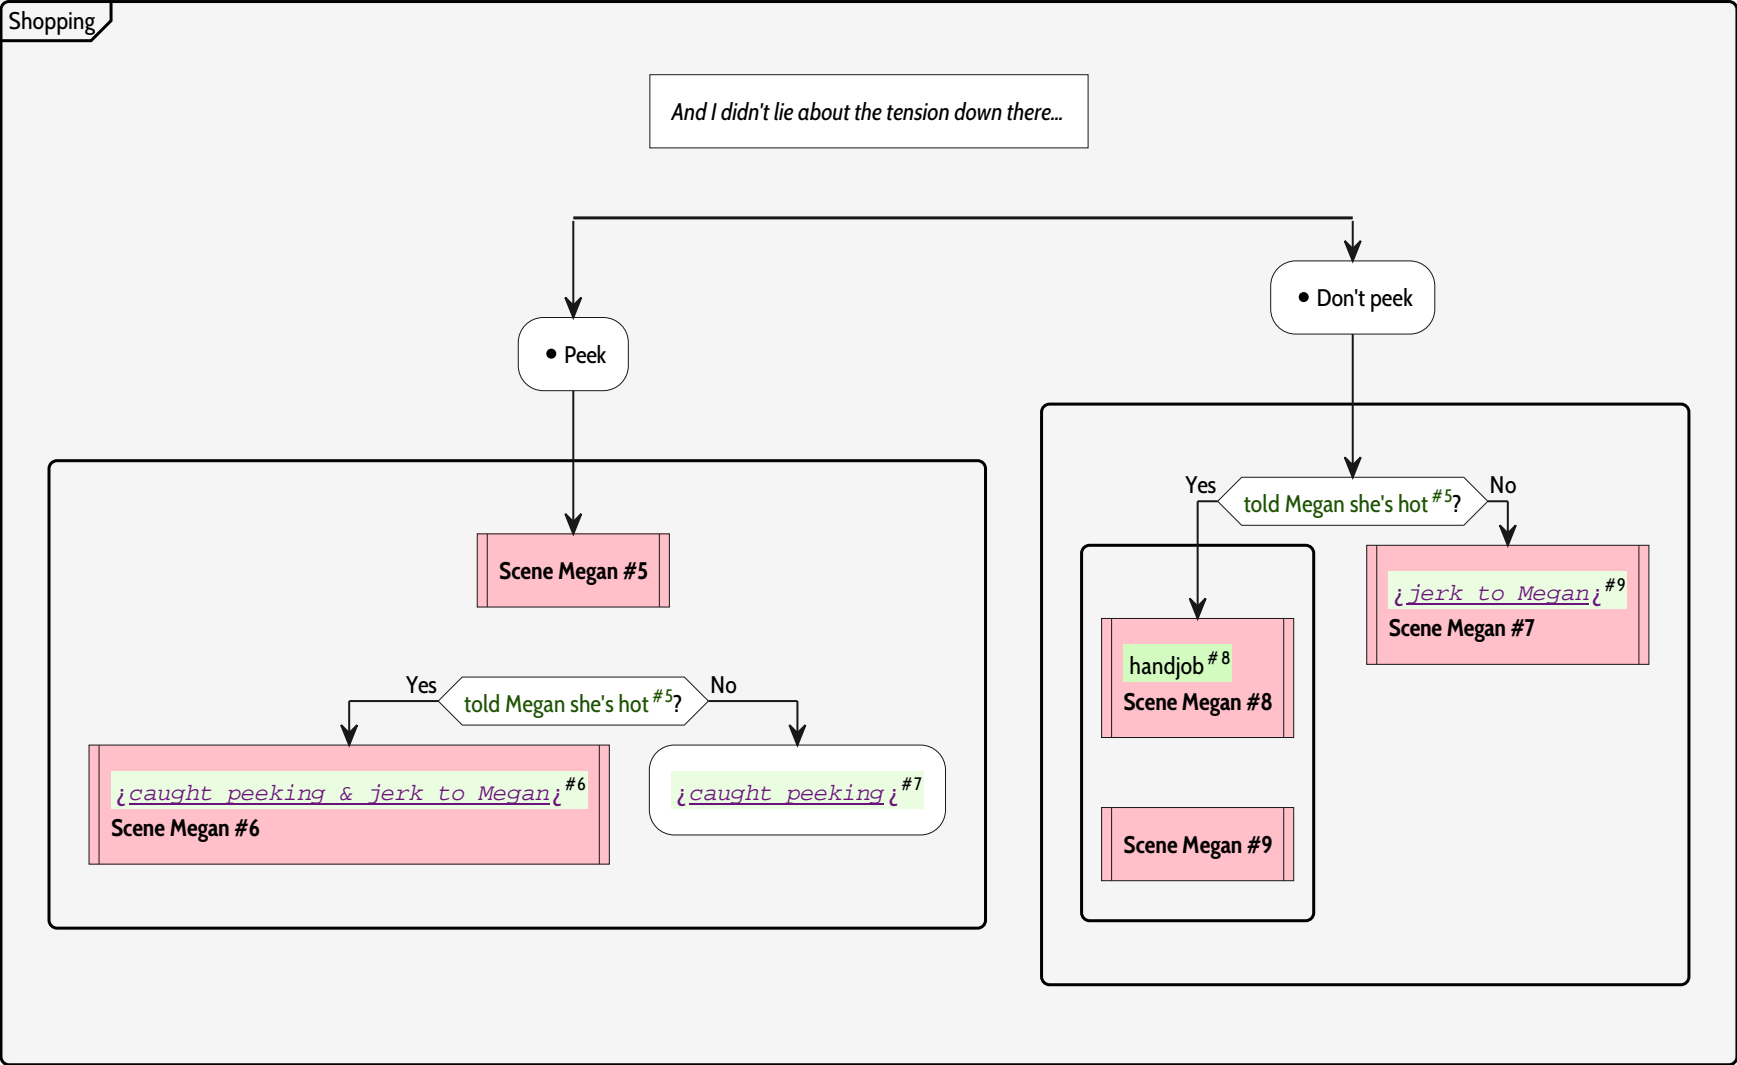 Shopping
And I didn't lie about the tension down there...
• Don't peek
• Peek
Yes
told Megan she's hot #5?
No
Scene Megan #5
¿jerk to Megan¿#9
Scene Megan #7
handjob #8
Scene Megan #8
Yes
told Megan she's hot #5?
No
¿caught peeking & jerk to Megan¿#6
Scene Megan #6
¿caught peeking¿#7
Scene Megan #9